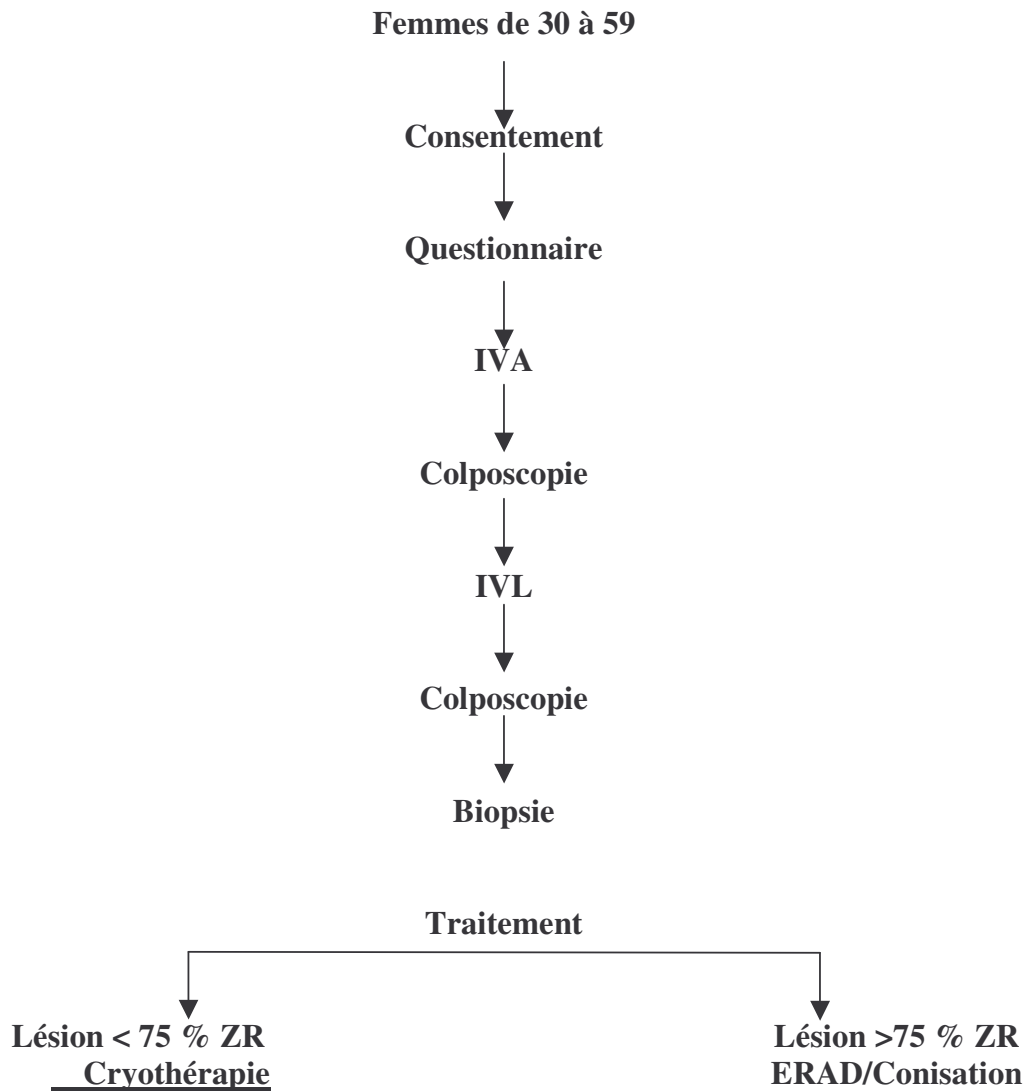 Femmes de 30 à 59
Consentement
Questionnaire
IVA
Colposcopie
IVL
Colposcopie
Biopsie
Traitement
Lésion < 75 % ZR
Cryothérapie
Lésion >75 % ZR
ERAD/Conisation